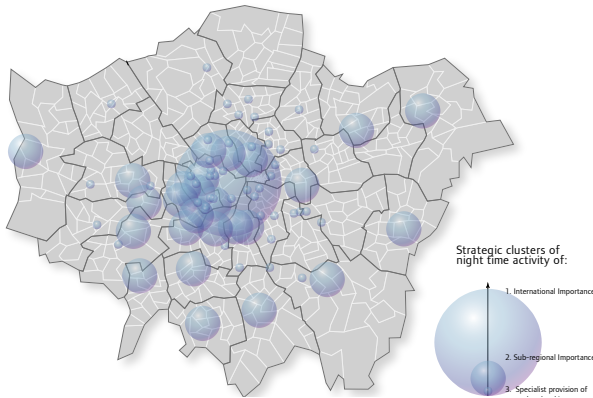 Strategic clusters of
night time activity of:
1. International Importance
2. Sub-regional Importance
3. Specialist provision of